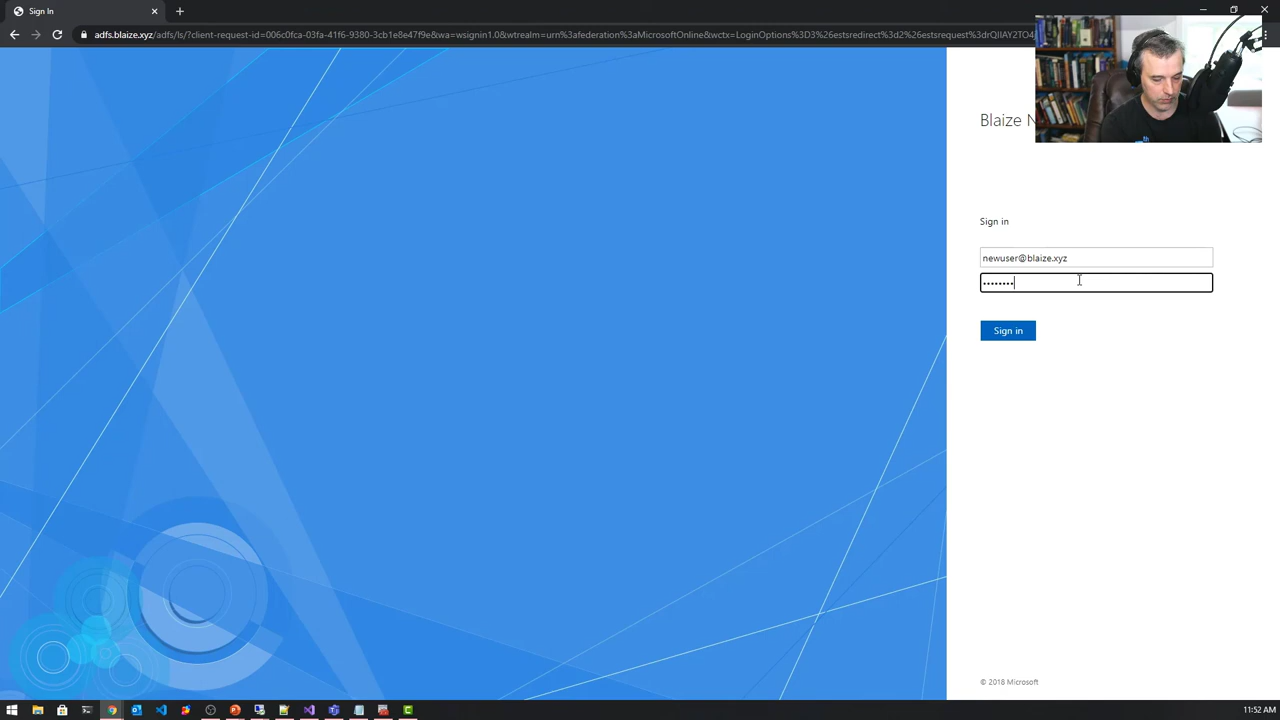 Sign In
adfs.blaize.xyz/adfs/ls/?client-request-id=006c0fca-03fa-41f6-9380-3cb1e8e47f9e&wa=wsignin1.0&wtrealm=urn%3afederation%3aMicrosoftOnline&wctx=LoginOptions%3D3%26estsredirect%3d2%26estsrequest%3drQIIAY2TO4
Blaize N
Sign in
newuser@blaize.xyz
••••••••
Sign in
© 2018 Microsoft
11:52 AM